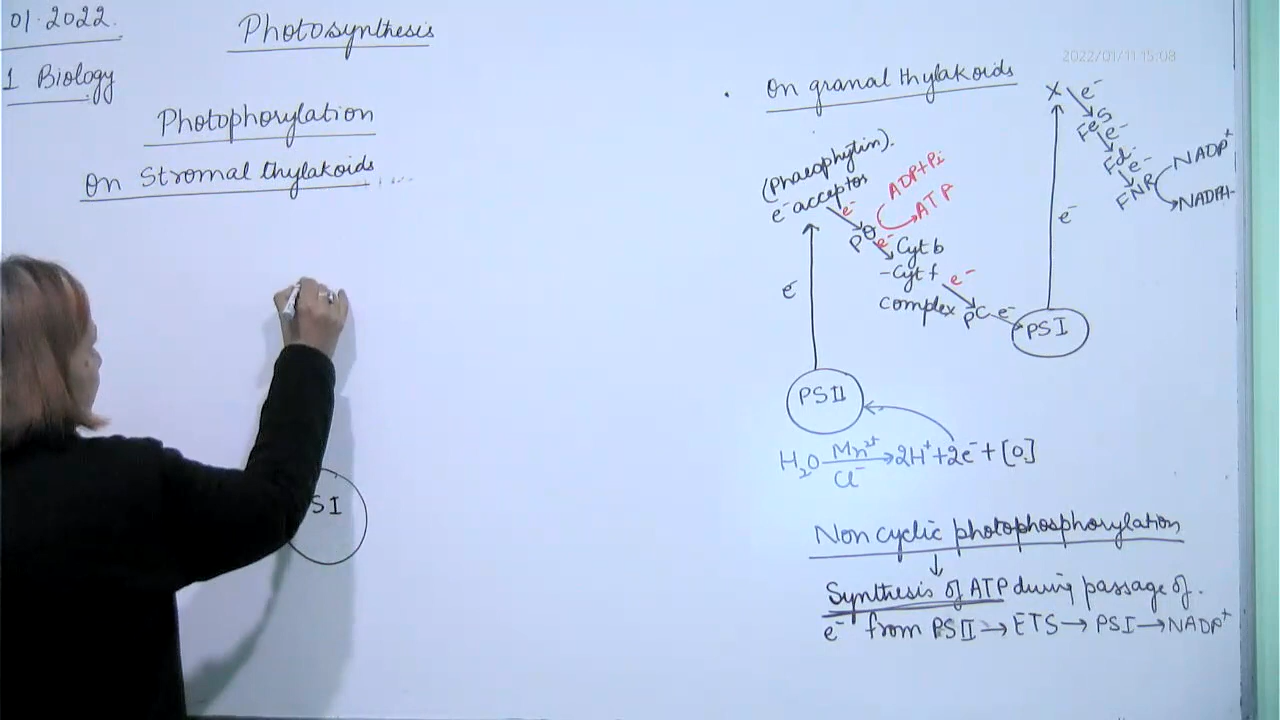 01.2022.
Photosynthesis
1 Biology
Photophorylation
On Stromal thylakoids
SI
2022/01/11 15:08
On granal thylakoids
X e⁻
FeS e⁻
Fd e⁻
FNR
NADP⁺
NADPH
e⁻
(Phaeophytin).
e⁻ acceptor
e⁻
ADP+Pi
ATP
PQ
e⁻
Cyt b
-Cyt f
complex
e⁻
PC e⁻
PSI
e⁻
PSII
H₂O Mn²⁺ Cl⁻ → 2H⁺+2e⁻+[O]
Non cyclic photophosphorylation
↓
Synthesis of ATP during passage of
e⁻ from PSII → ETS → PSI → NADP⁺